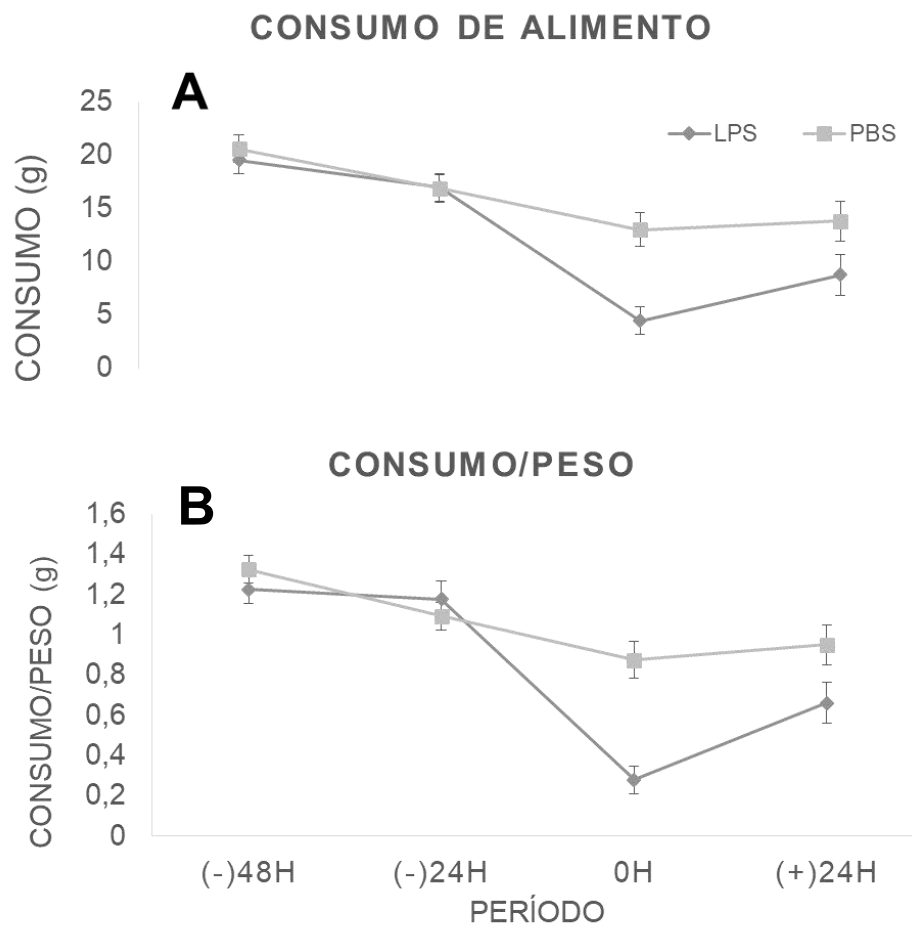 CONSUMO DE ALIMENTO
A
LPS
PBS
CONSUMO (g)
25
20
15
10
5
0
CONSUMO/PESO
B
CONSUMO/PESO (g)
1,6
1,4
1,2
1
0,8
0,6
0,4
0,2
0
(-)48H (-)24H 0H (+)24H
PERÍODO